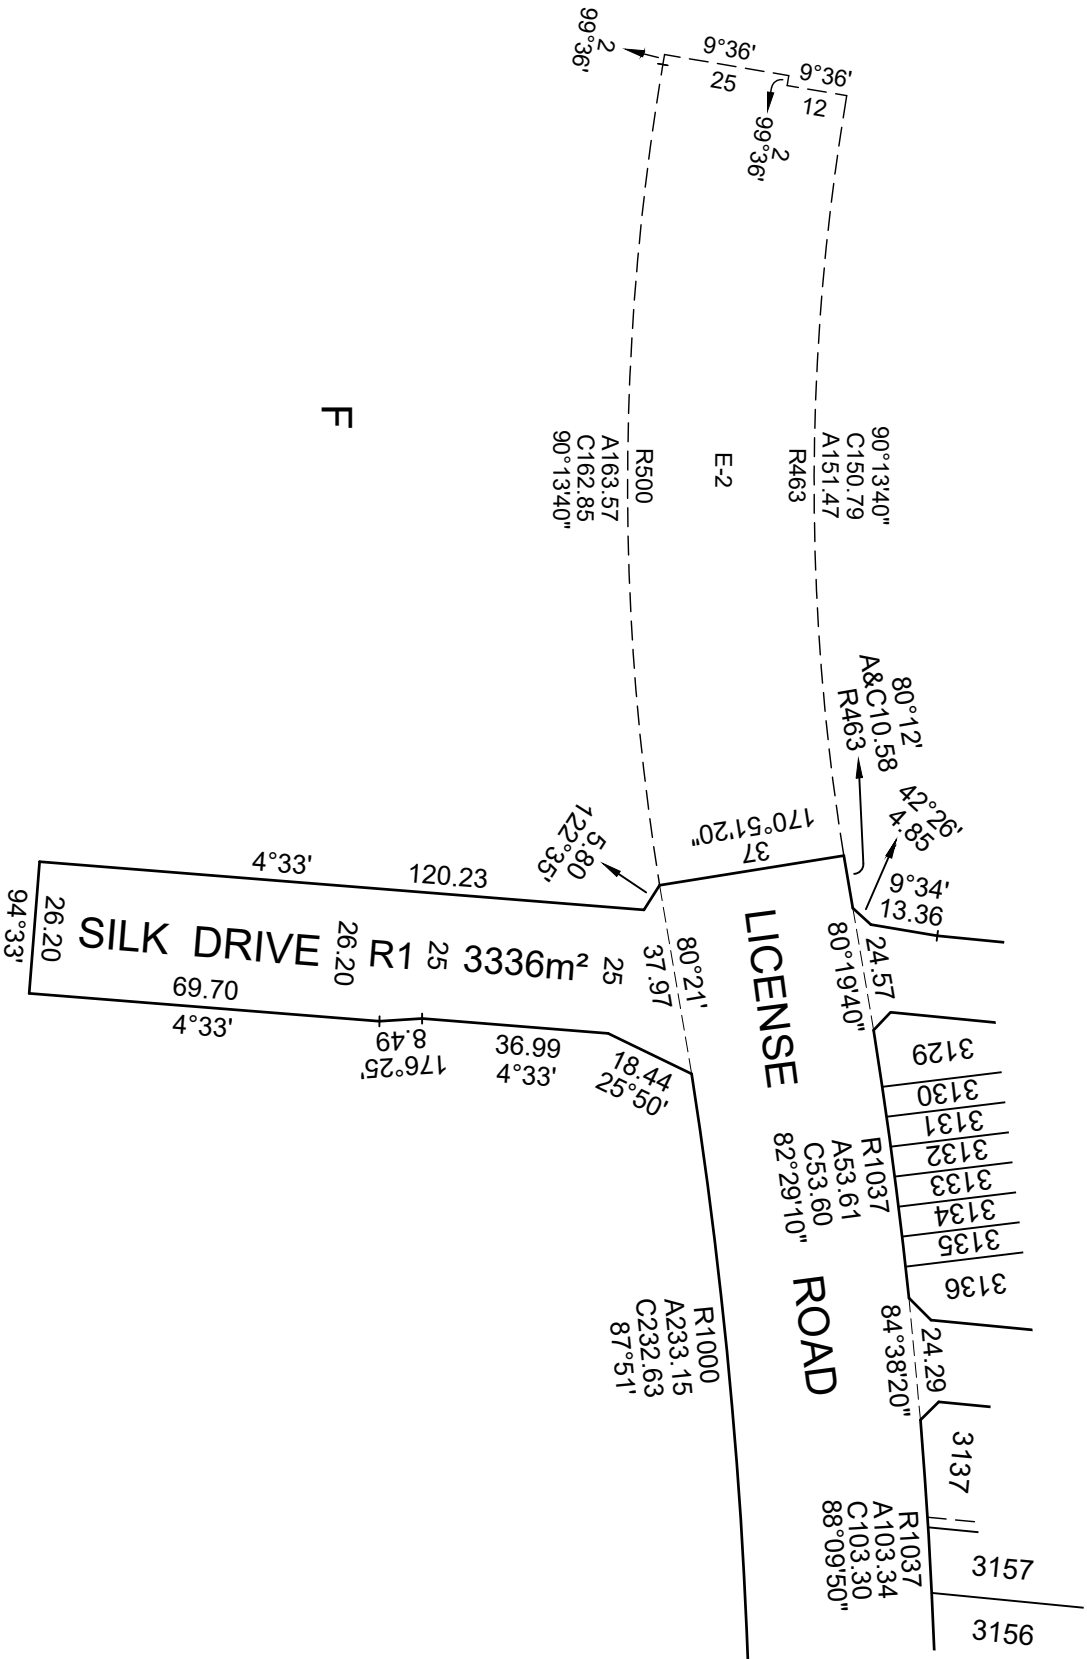 2
99°36'
9°36'
25
9°36'
12
2
99°36'
F
90°13'40"
C150.79
A151.47
R463
E-2
R500
A163.57
C162.85
90°13'40"
80°12'
A&C10.58
R463
42°26'
4.85
9°34'
13.36
170°51'20"
37
5.80
122°35'
4°33'
120.23
26.20
94°33'
SILK DRIVE
26.20
R1
25
3336m²
25
69.70
4°33'
8.49
176°25'
36.99
4°33'
18.44
25°50'
80°21'
37.97
LICENSE ROAD
24.57
80°19'40"
3129
3130
3131
3132
3133
3134
3135
3136
R1037
A53.61
C53.60
82°29'10"
R1000
A233.15
C232.63
87°51'
24.29
84°38'20"
3137
R1037
A103.34
C103.30
88°09'50"
3157
3156